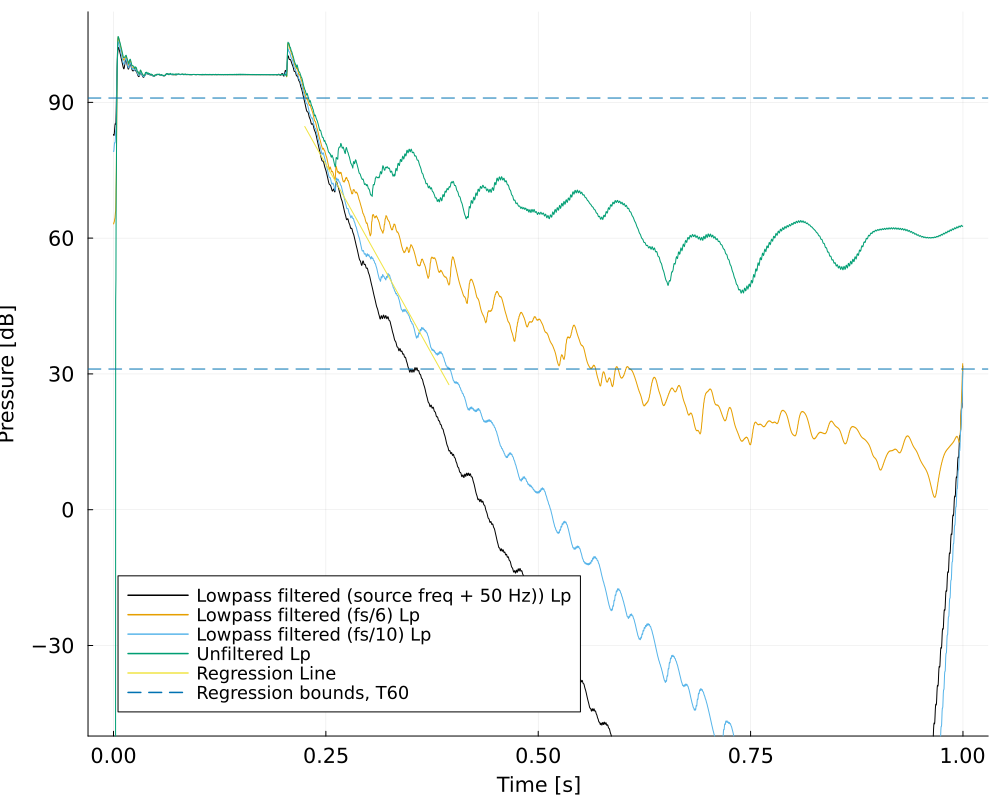 Pressure [dB]
90
60
30
0
−30
Lowpass filtered (source freq + 50 Hz)) Lp
Lowpass filtered (fs/6) Lp
Lowpass filtered (fs/10) Lp
Unfiltered Lp
Regression Line
Regression bounds, T60
0.00
0.25
0.50
0.75
1.00
Time [s]